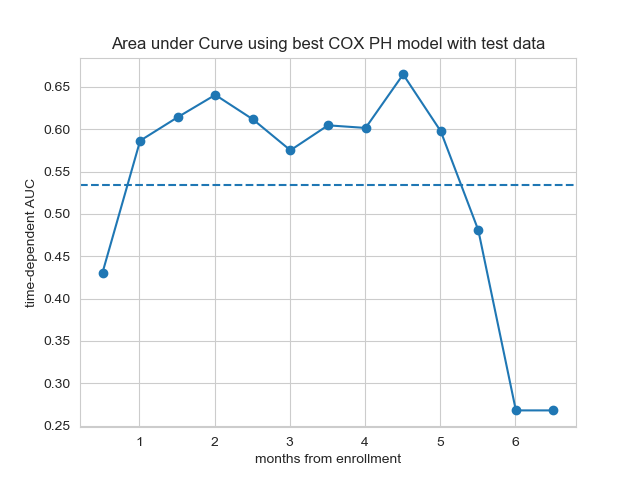 Area under Curve using best COX PH model with test data
0.65
0.60
0.55
0.50
0.45
0.40
0.35
0.30
0.25
time-dependent AUC
1 2 3 4 5 6
months from enrollment